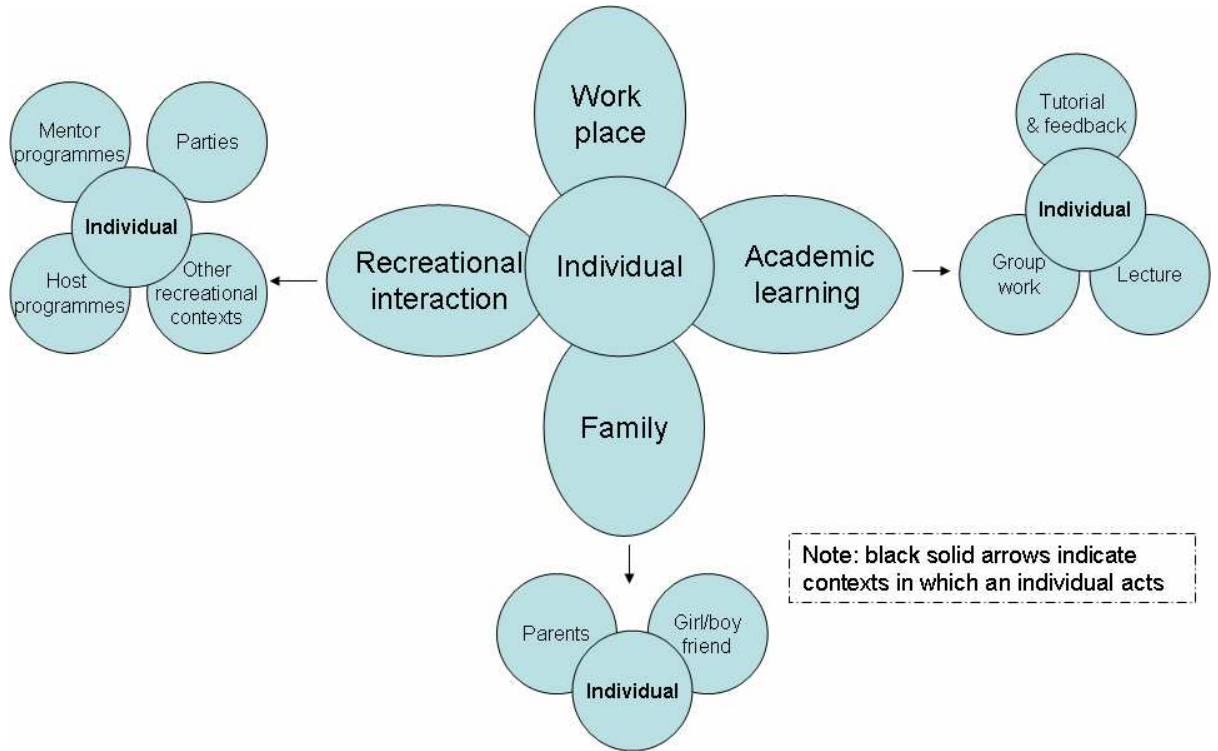 Work
place
Mentor
programmes
Parties
Individual
Host
programmes
Other
recreational
contexts
Recreational
interaction
Individual
Academic
learning
Tutorial
& feedback
Individual
Group
work
Lecture
Family
Note: black solid arrows indicate
contexts in which an individual acts
Parents
Girl/boy
friend
Individual